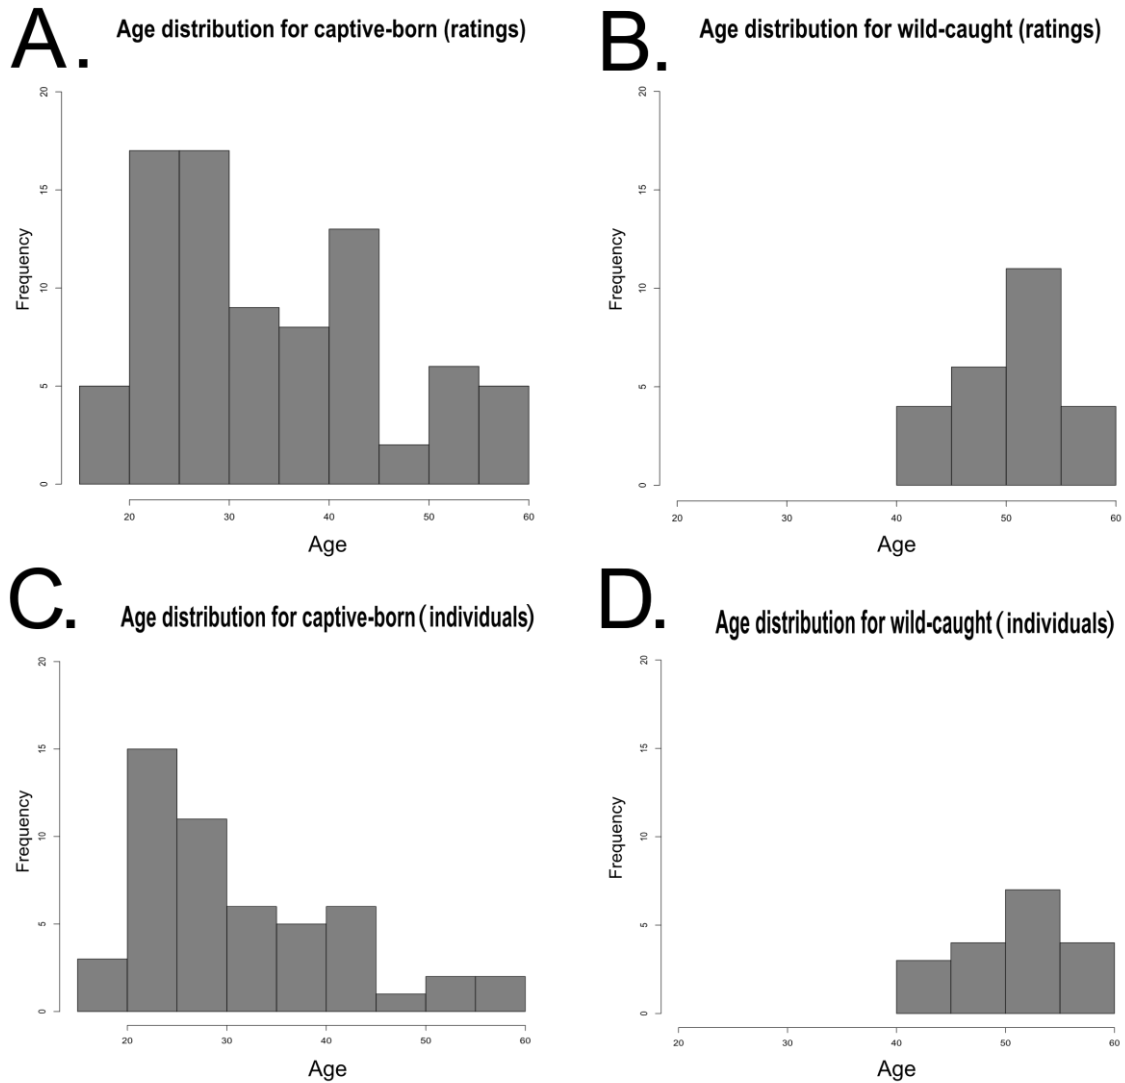 A.
Age distribution for captive-born (ratings)
20
15
10
5
0
Frequency
20 30 40 50 60
Age
B.
Age distribution for wild-caught (ratings)
20
15
10
5
0
Frequency
20 30 40 50 60
Age
C.
Age distribution for captive-born (individuals)
20
15
10
5
0
Frequency
20 30 40 50 60
Age
D.
Age distribution for wild-caught (individuals)
20
15
10
5
0
Frequency
20 30 40 50 60
Age